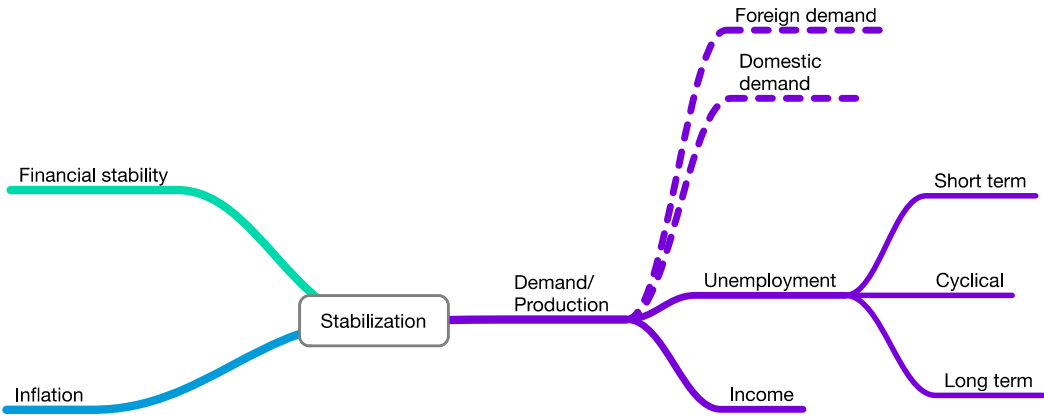 Foreign demand
Domestic
demand
Financial stability
Short term
Demand/
Production
Unemployment
Cyclical
Stabilization
Inflation
Income
Long term